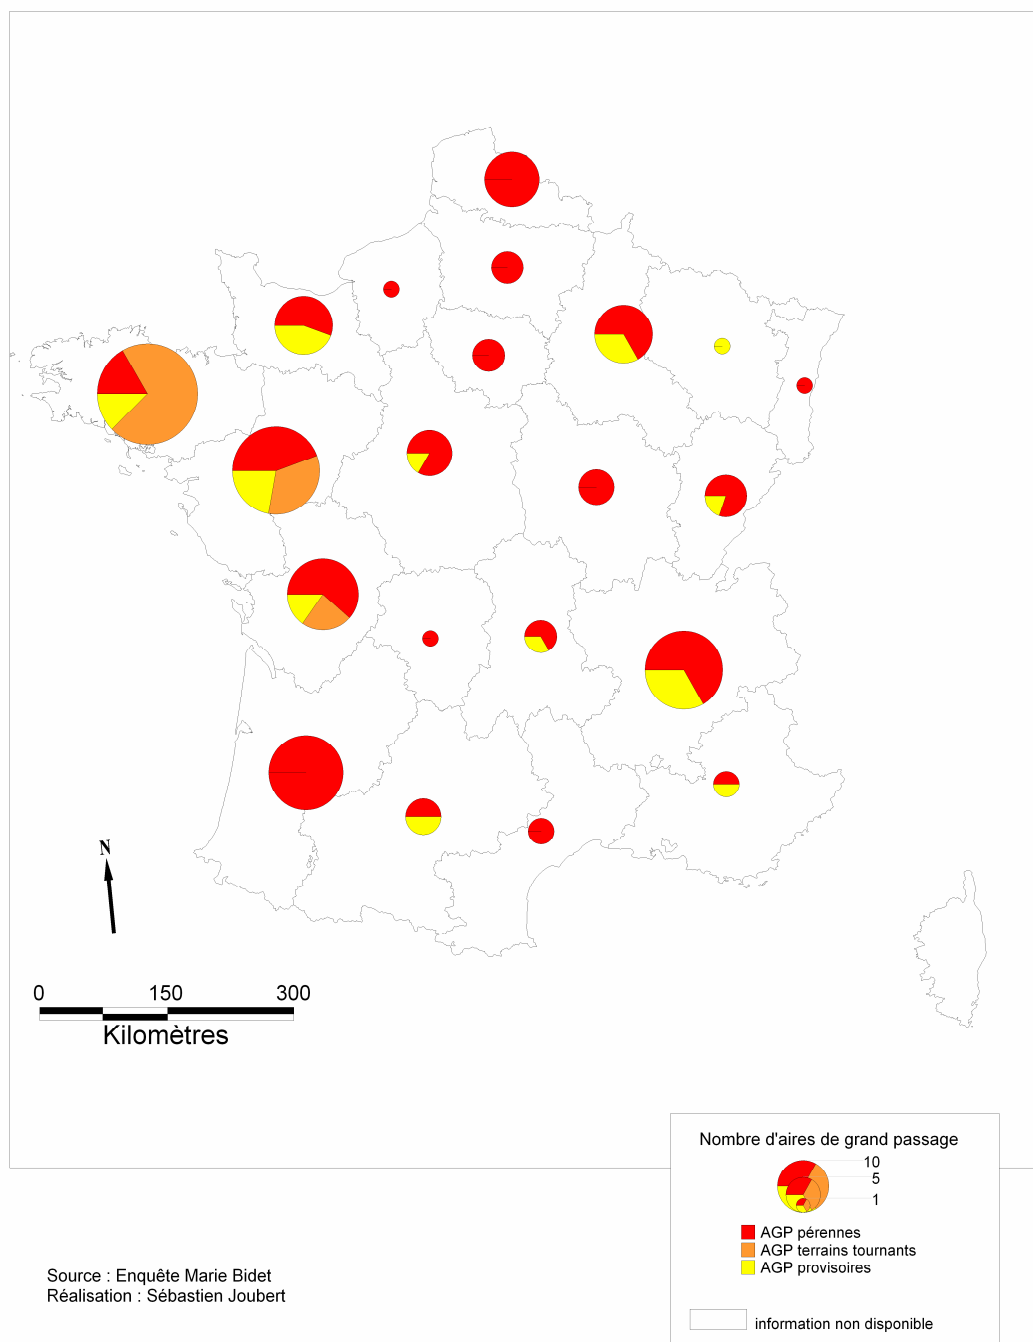 N
0 150 300
Kilomètres
Nombre d'aires de grand passage
10
5
1
AGP pérennes
AGP terrains tournants
AGP provisoires
information non disponible
Source : Enquête Marie Bidet
Réalisation : Sébastien Joubert